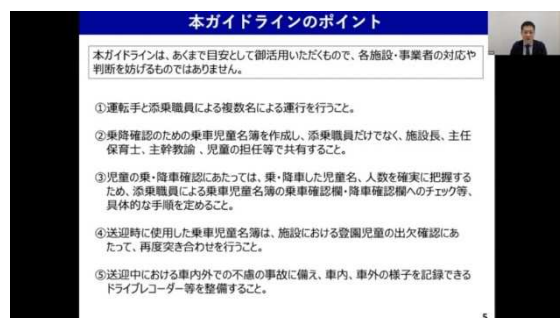 本ガイドラインのポイント
本ガイドラインは、あくまで目安として御活用いただくもので、各施設・事業者の対応や
判断を妨げるものではありません。
①運転手と添乗職員による複数名による運行を行うこと。
②乗降確認のための乗車児童名簿を作成し、添乗職員だけでなく、施設長、主任
保育士、主幹教諭 、児童の担任等で共有すること。
③児童の乗・降車確認にあたっては、乗・降車した児童名、人数を確実に把握する
ため、添乗職員による乗車児童名簿の乗車確認欄・降車確認欄へのチェック等、
具体的な手順を定めること。
④送迎時に使用した乗車児童名簿は、施設における登園児童の出欠確認にあ
たって、再度突き合わせを行うこと。
⑤送迎中における車内外での不慮の事故に備え、車内、車外の様子を記録できる
ドライブレコーダー等を整備すること。
5